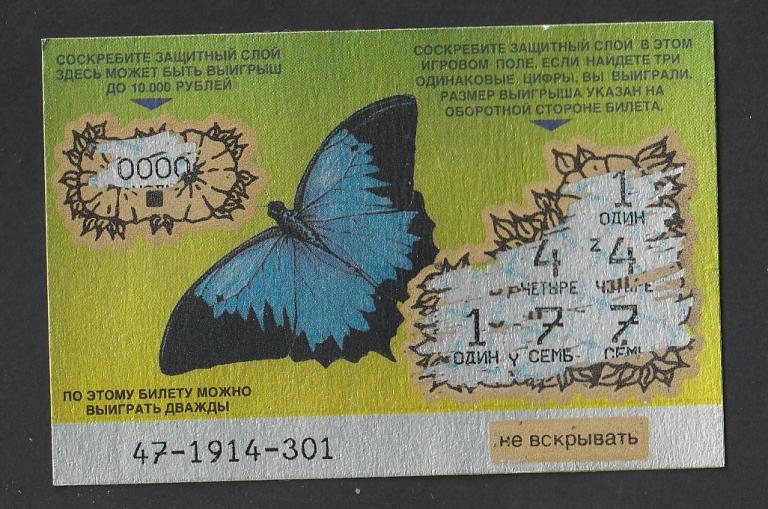 СОСКРЕБИТЕ ЗАЩИТНЫЙ СЛОЙ
ЗДЕСЬ МОЖЕТ БЫТЬ ВЫИГРЫШ
ДО 10.000 РУБЛЕЙ
0000
СОСКРЕБИТЕ ЗАЩИТНЫЙ СЛОЙ В ЭТОМ
ИГРОВОМ ПОЛЕ, ЕСЛИ НАЙДЕТЕ ТРИ
ОДИНАКОВЫЕ ЦИФРЫ, ВЫ ВЫИГРАЛИ.
РАЗМЕР ВЫИГРЫША УКАЗАН НА
ОБОРОТНОЙ СТОРОНЕ БИЛЕТА.
1
ОДИН
4 z 4
ЧЕТЫРЕ
1 7 7
ОДИН У СЕМЬ
ПО ЭТОМУ БИЛЕТУ МОЖНО
ВЫИГРАТЬ ДВАЖДЫ
47-1914-301
не вскрывать